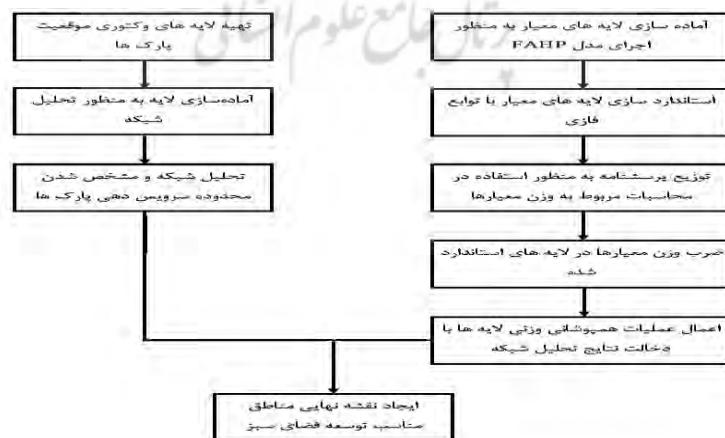 پرتال جامع علوم انسانی
آماده سازی لایه های معیار به منظور
اجرای مدل FAHP
استاندارد سازی لایه های معیار با توابع
فازی
توزیع پرسشنامه به منظور استفاده در
محاسبات مربوط به وزن معیارها
ضرب وزن معیارها در لایه های استاندارد
شده
اعمال عملیات همپوشانی وزنی لایه ها با
دخالت نتایج تحلیل شبکه
تهیه لایه های وکتوری موقعیت
پارک ها
آماده‌سازی لایه به منظور تحلیل
شبکه
تحلیل شبکه و مشخص شدن
محدوده سرویس دهی پارک ها
ایجاد نقشه نهایی مناطق
مناسب توسعه فضای سبز